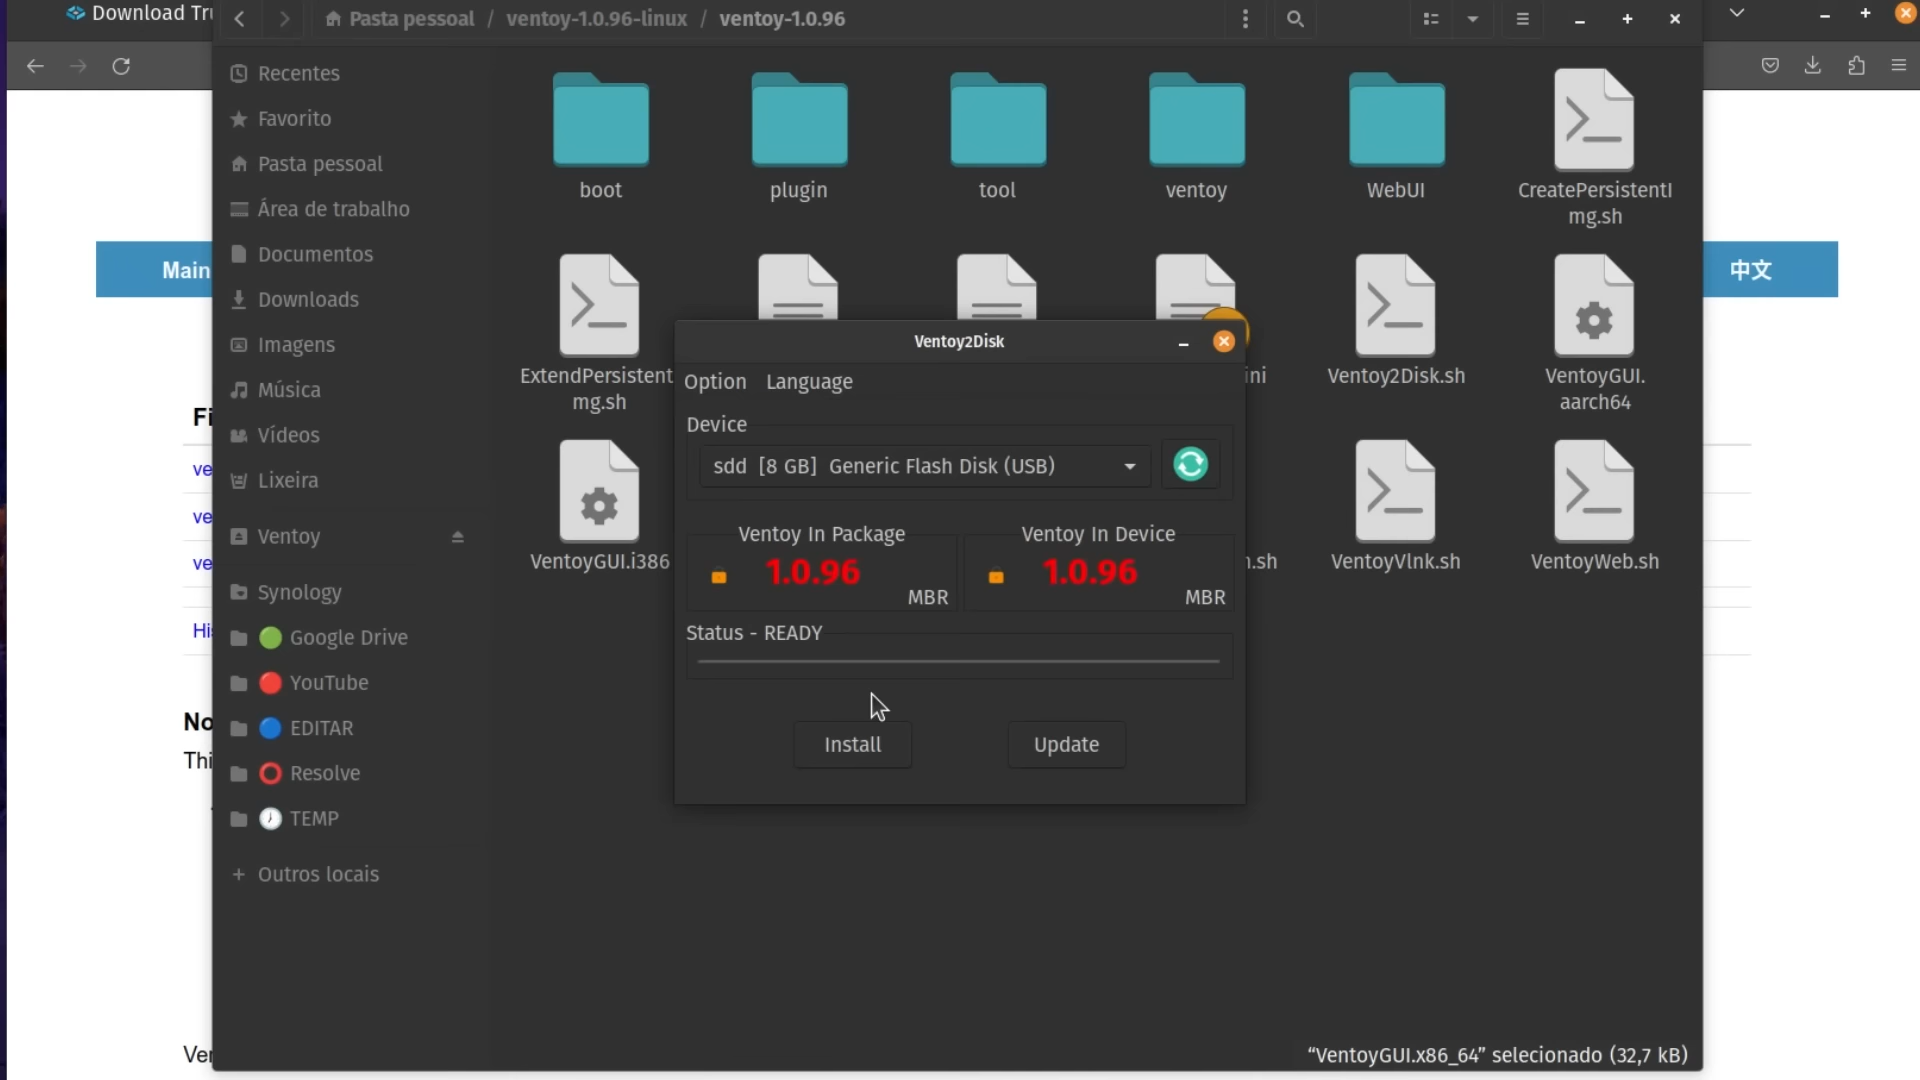 Download Tru
Pasta pessoal / ventoy-1.0.96-linux / ventoy-1.0.96
Recentes
Favorito
Pasta pessoal
Área de trabalho
Documentos
Downloads
Imagens
Música
Vídeos
Lixeira
Ventoy
Synology
Google Drive
YouTube
EDITAR
Resolve
TEMP
+ Outros locais
Main
中文
Fi
ve
ve
ve
His
No
Thi
Ver
boot
plugin
tool
ventoy
WebUI
CreatePersistentI
mg.sh
ExtendPersistent
mg.sh
ini
Ventoy2Disk.sh
VentoyGUI.
aarch64
VentoyGUI.i386
n.sh
VentoyVlnk.sh
VentoyWeb.sh
Ventoy2Disk
Option Language
Device
sdd [8 GB] Generic Flash Disk (USB)
Ventoy In Package
1.0.96
MBR
Ventoy In Device
1.0.96
MBR
Status - READY
Install
Update
“VentoyGUI.x86_64” selecionado (32,7 kB)